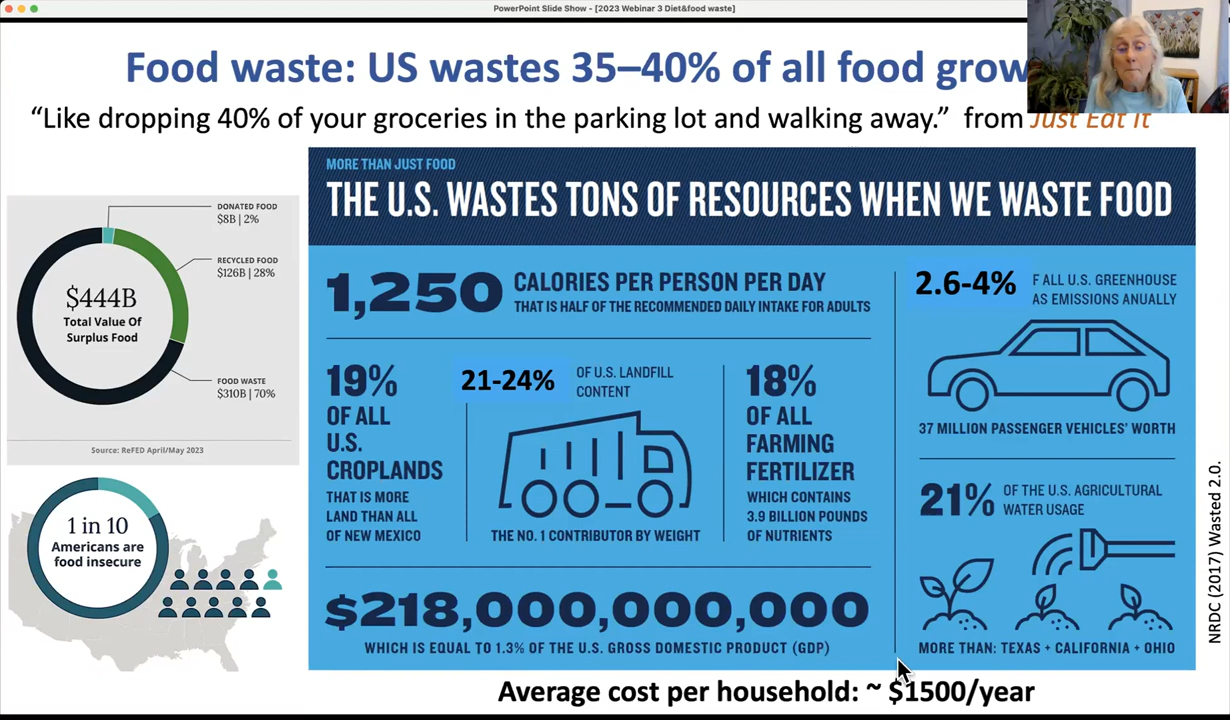 PowerPoint Slide Show - [2023 Webinar 3 Diet&food waste]
Food waste: US wastes 35–40% of all food grow
“Like dropping 40% of your groceries in the parking lot and walking away.” from Just Eat It
DONATED FOOD
$8B | 2%
RECYCLED FOOD
$126B | 28%
$444B
Total Value Of
Surplus Food
FOOD WASTE
$310B | 70%
Source: ReFED April/May 2023
1 in 10
Americans are
food insecure
MORE THAN JUST FOOD
THE U.S. WASTES TONS OF RESOURCES WHEN WE WASTE FOOD
1,250 CALORIES PER PERSON PER DAY
THAT IS HALF OF THE RECOMMENDED DAILY INTAKE FOR ADULTS
19%
OF ALL
U.S.
CROPLANDS
THAT IS MORE
LAND THAN ALL
OF NEW MEXICO
21-24% OF U.S. LANDFILL
CONTENT
THE NO. 1 CONTRIBUTOR BY WEIGHT
18%
OF ALL
FARMING
FERTILIZER
WHICH CONTAINS
3.9 BILLION POUNDS
OF NUTRIENTS
$218,000,000,000
WHICH IS EQUAL TO 1.3% OF THE U.S. GROSS DOMESTIC PRODUCT (GDP)
2.6-4% F ALL U.S. GREENHOUSE
AS EMISSIONS ANUALLY
37 MILLION PASSENGER VEHICLES’ WORTH
21% OF THE U.S. AGRICULTURAL
WATER USAGE
MORE THAN: TEXAS + CALIFORNIA + OHIO
NRDC (2017) Wasted 2.0.
Average cost per household: ~ $1500/year